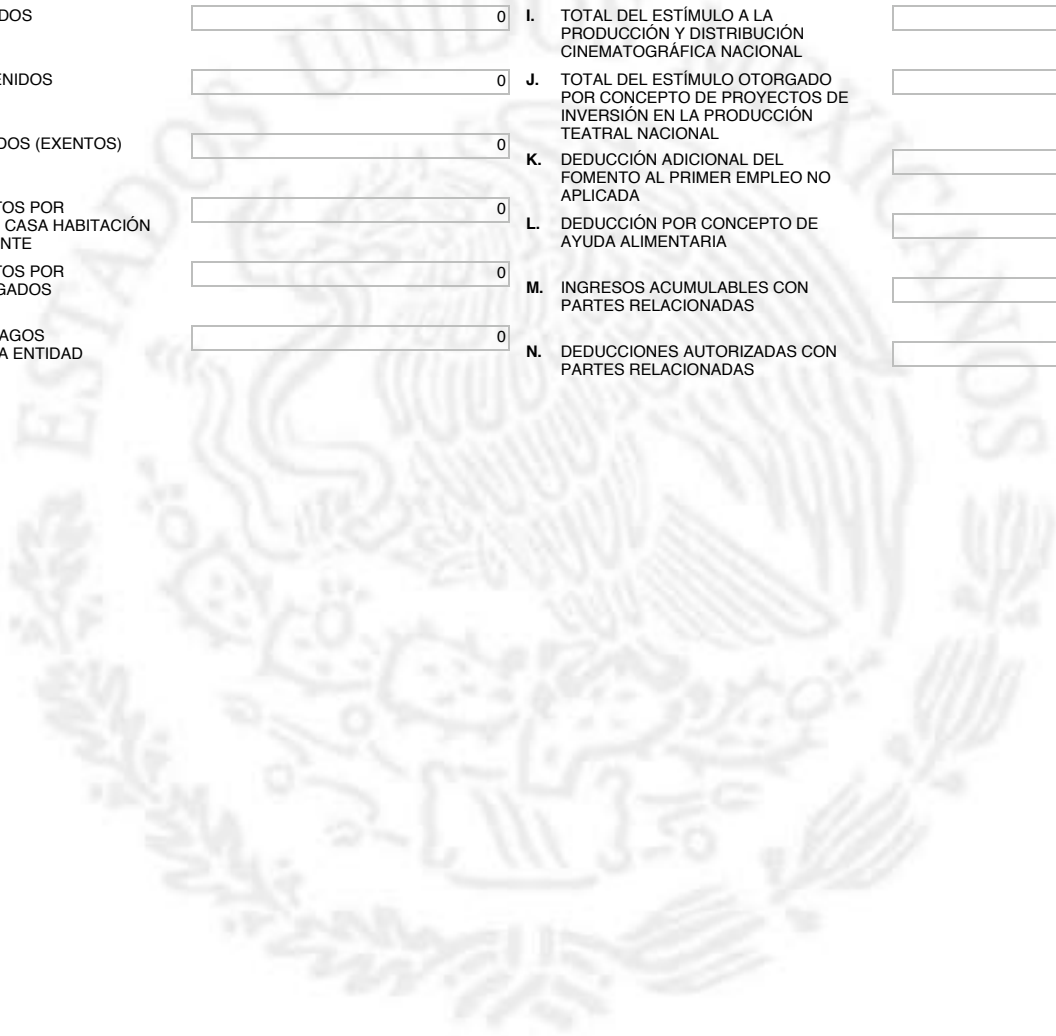 DOS 0
ENIDOS 0
DOS (EXENTOS) 0
TOS POR 0
CASA HABITACIÓN
NTE
TOS POR 0
GADOS
AGOS 0
A ENTIDAD
I. TOTAL DEL ESTÍMULO A LA
PRODUCCIÓN Y DISTRIBUCIÓN
CINEMATOGRÁFICA NACIONAL
J. TOTAL DEL ESTÍMULO OTORGADO
POR CONCEPTO DE PROYECTOS DE
INVERSIÓN EN LA PRODUCCIÓN
TEATRAL NACIONAL
K. DEDUCCIÓN ADICIONAL DEL
FOMENTO AL PRIMER EMPLEO NO
APLICADA
L. DEDUCCIÓN POR CONCEPTO DE
AYUDA ALIMENTARIA
M. INGRESOS ACUMULABLES CON
PARTES RELACIONADAS
N. DEDUCCIONES AUTORIZADAS CON
PARTES RELACIONADAS
ESTADOS UNIDOS MEXICANOS